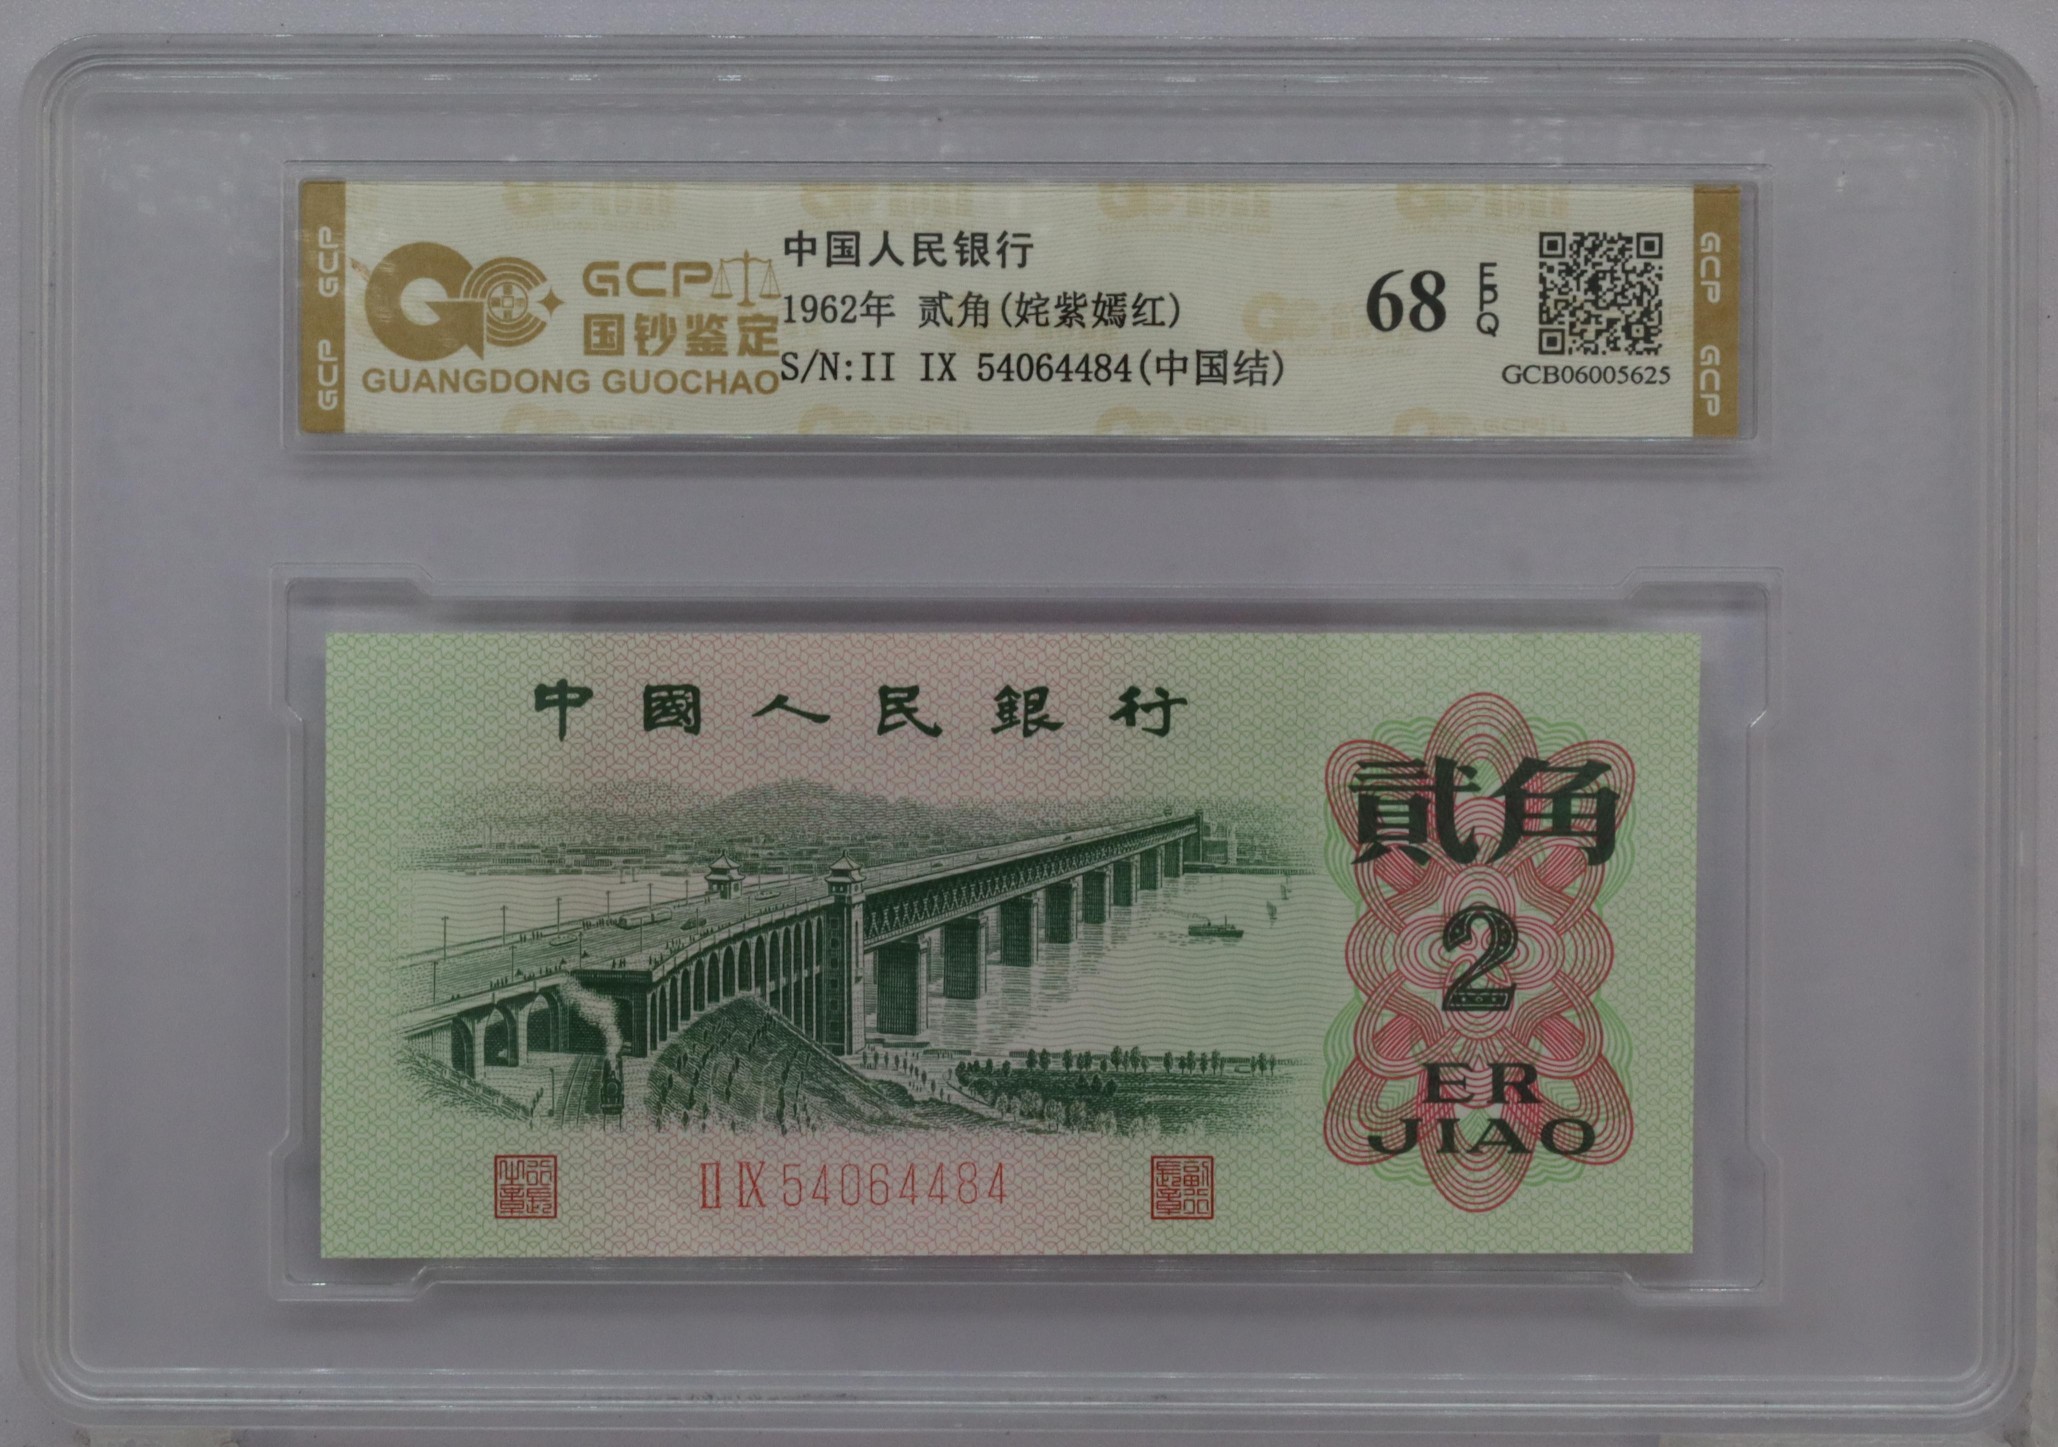 GCP
GCP
GCP
国钞鉴定
GUANGDONG GUOCHAO
中国人民银行
1962年 贰角(姹紫嫣红)
S/N:II IX 54064484(中国结)
68
EPQ
GCB06005625
GCP
GCP
中國人民銀行
貳角
2
ER
JIAO
II IX 54064484